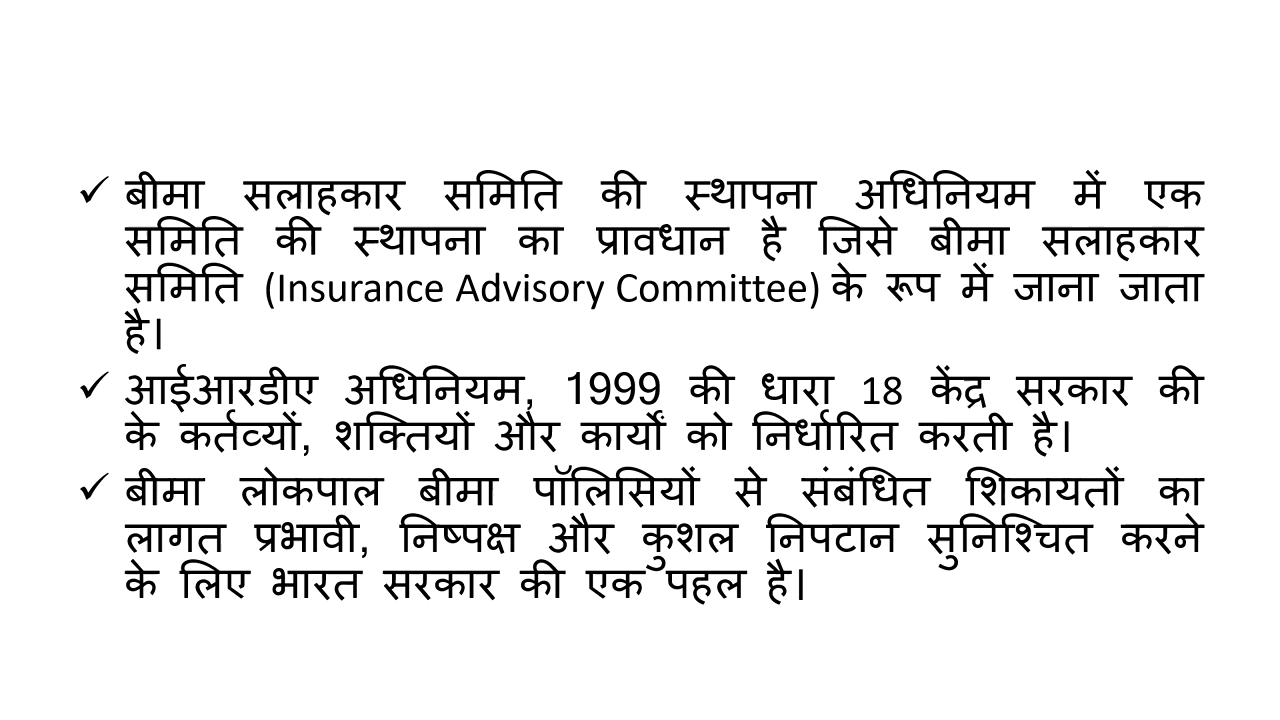 ✓ बीमा सलाहकार समिति की स्थापना अधिनियम में एक
समिति की स्थापना का प्रावधान है जिसे बीमा सलाहकार
समिति (Insurance Advisory Committee) के रूप में जाना जाता
है।
✓ आईआरडीए अधिनियम, 1999 की धारा 18 केंद्र सरकार की
के कर्तव्यों, शक्तियों और कार्यों को निर्धारित करती है।
✓ बीमा लोकपाल बीमा पॉलिसियों से संबंधित शिकायतों का
लागत प्रभावी, निष्पक्ष और कुशल निपटान सुनिश्चित करने
के लिए भारत सरकार की एक पहल है।